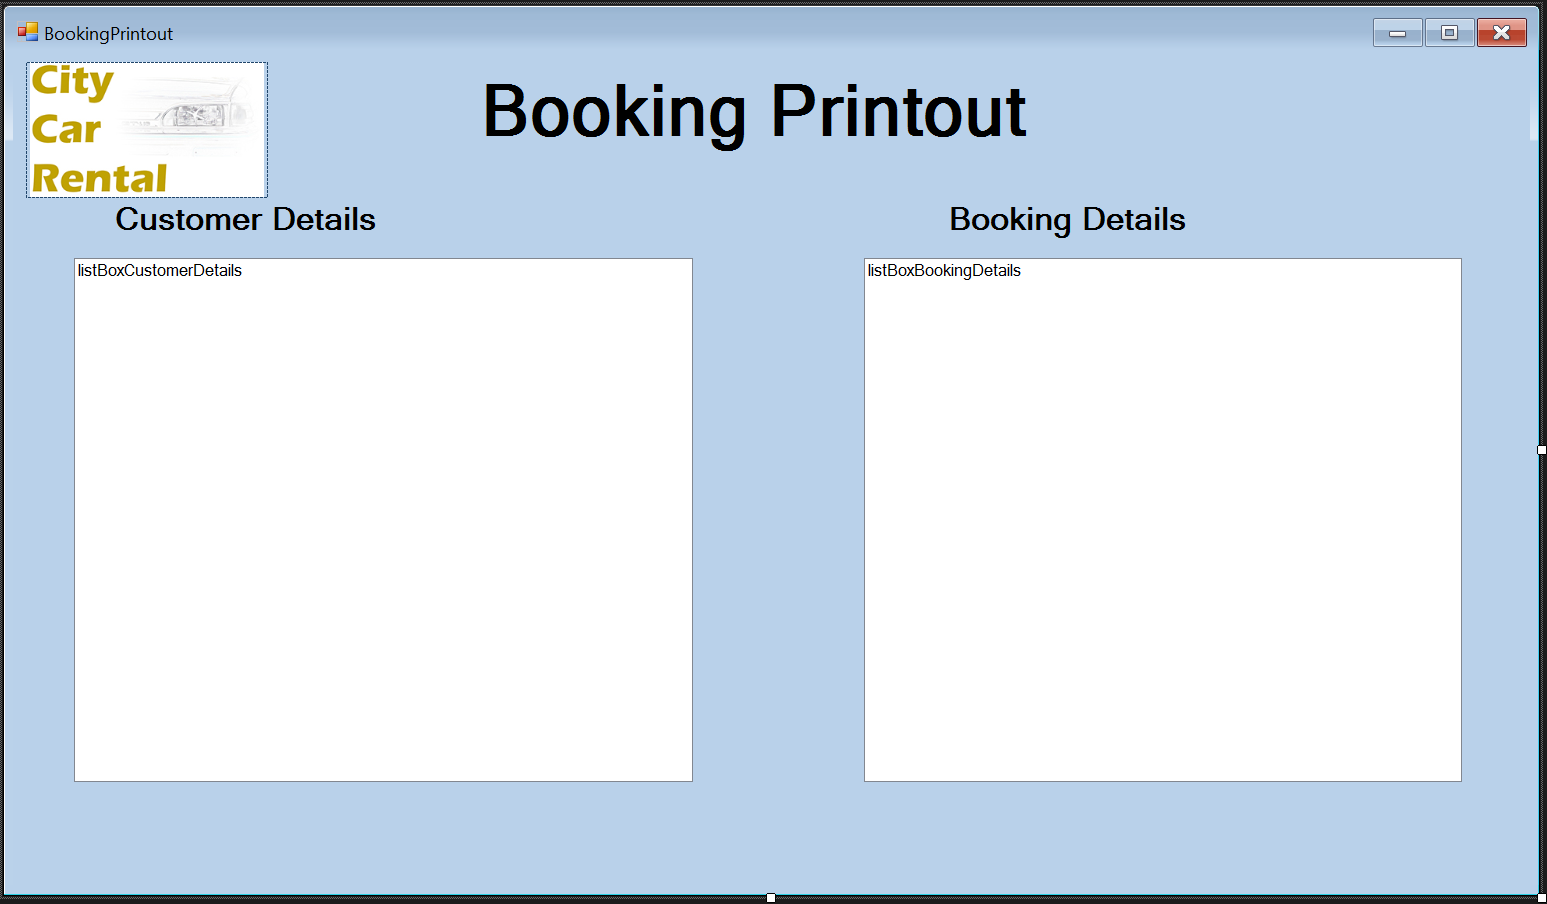 BookingPrintout
City
Car
Rental
Booking Printout
Customer Details
Booking Details
listBoxCustomerDetails
listBoxBookingDetails